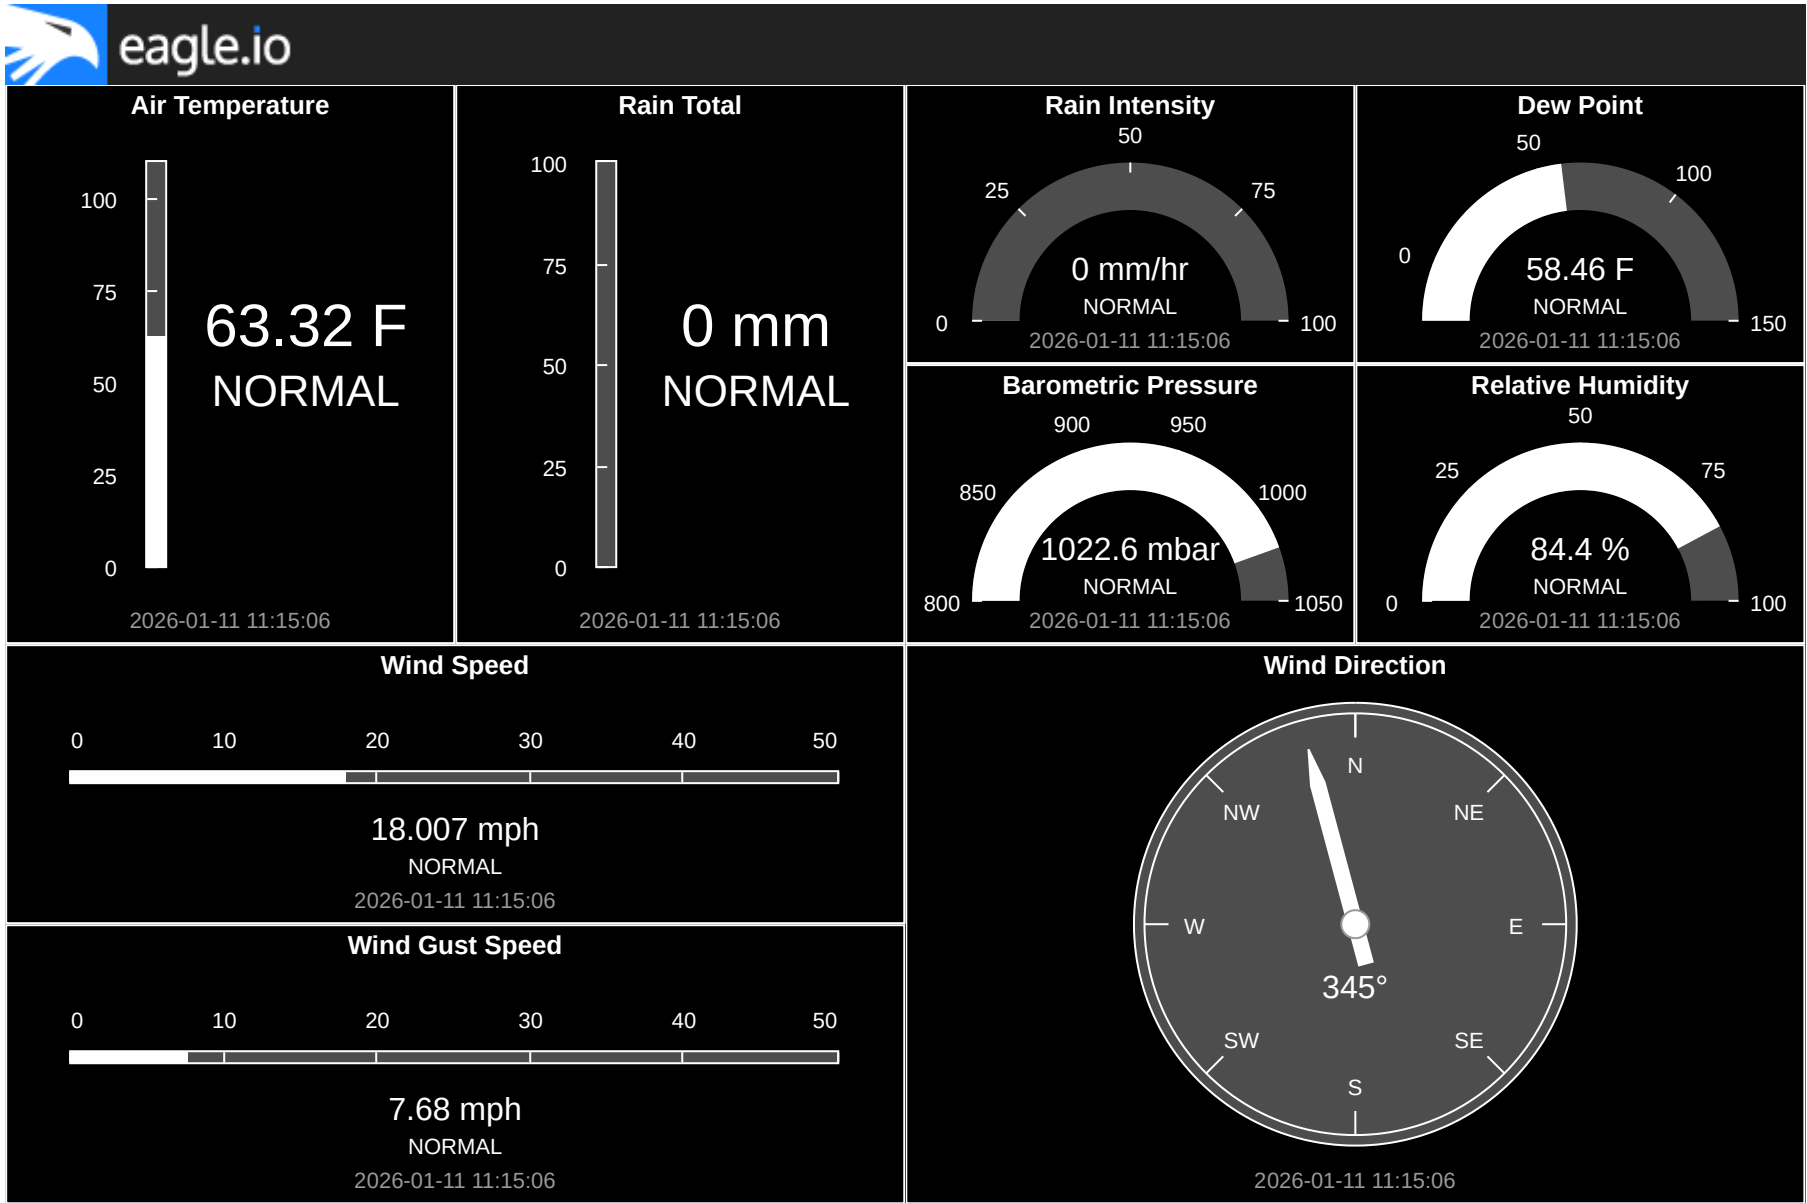 eagle.io
Air Temperature
100
75
50
25
0
63.32 F
NORMAL
2026-01-11 11:15:06
Rain Total
100
75
50
25
0
0 mm
NORMAL
2026-01-11 11:15:06
Rain Intensity
0
25
50
75
100
0 mm/hr
NORMAL
2026-01-11 11:15:06
Dew Point
0
50
100
150
58.46 F
NORMAL
2026-01-11 11:15:06
Barometric Pressure
800
850
900
950
1000
1050
1022.6 mbar
NORMAL
2026-01-11 11:15:06
Relative Humidity
0
25
50
75
100
84.4 %
NORMAL
2026-01-11 11:15:06
Wind Speed
0 10 20 30 40 50
18.007 mph
NORMAL
2026-01-11 11:15:06
Wind Gust Speed
0 10 20 30 40 50
7.68 mph
NORMAL
2026-01-11 11:15:06
Wind Direction
N
NW NE
W E
345°
SW SE
S
2026-01-11 11:15:06